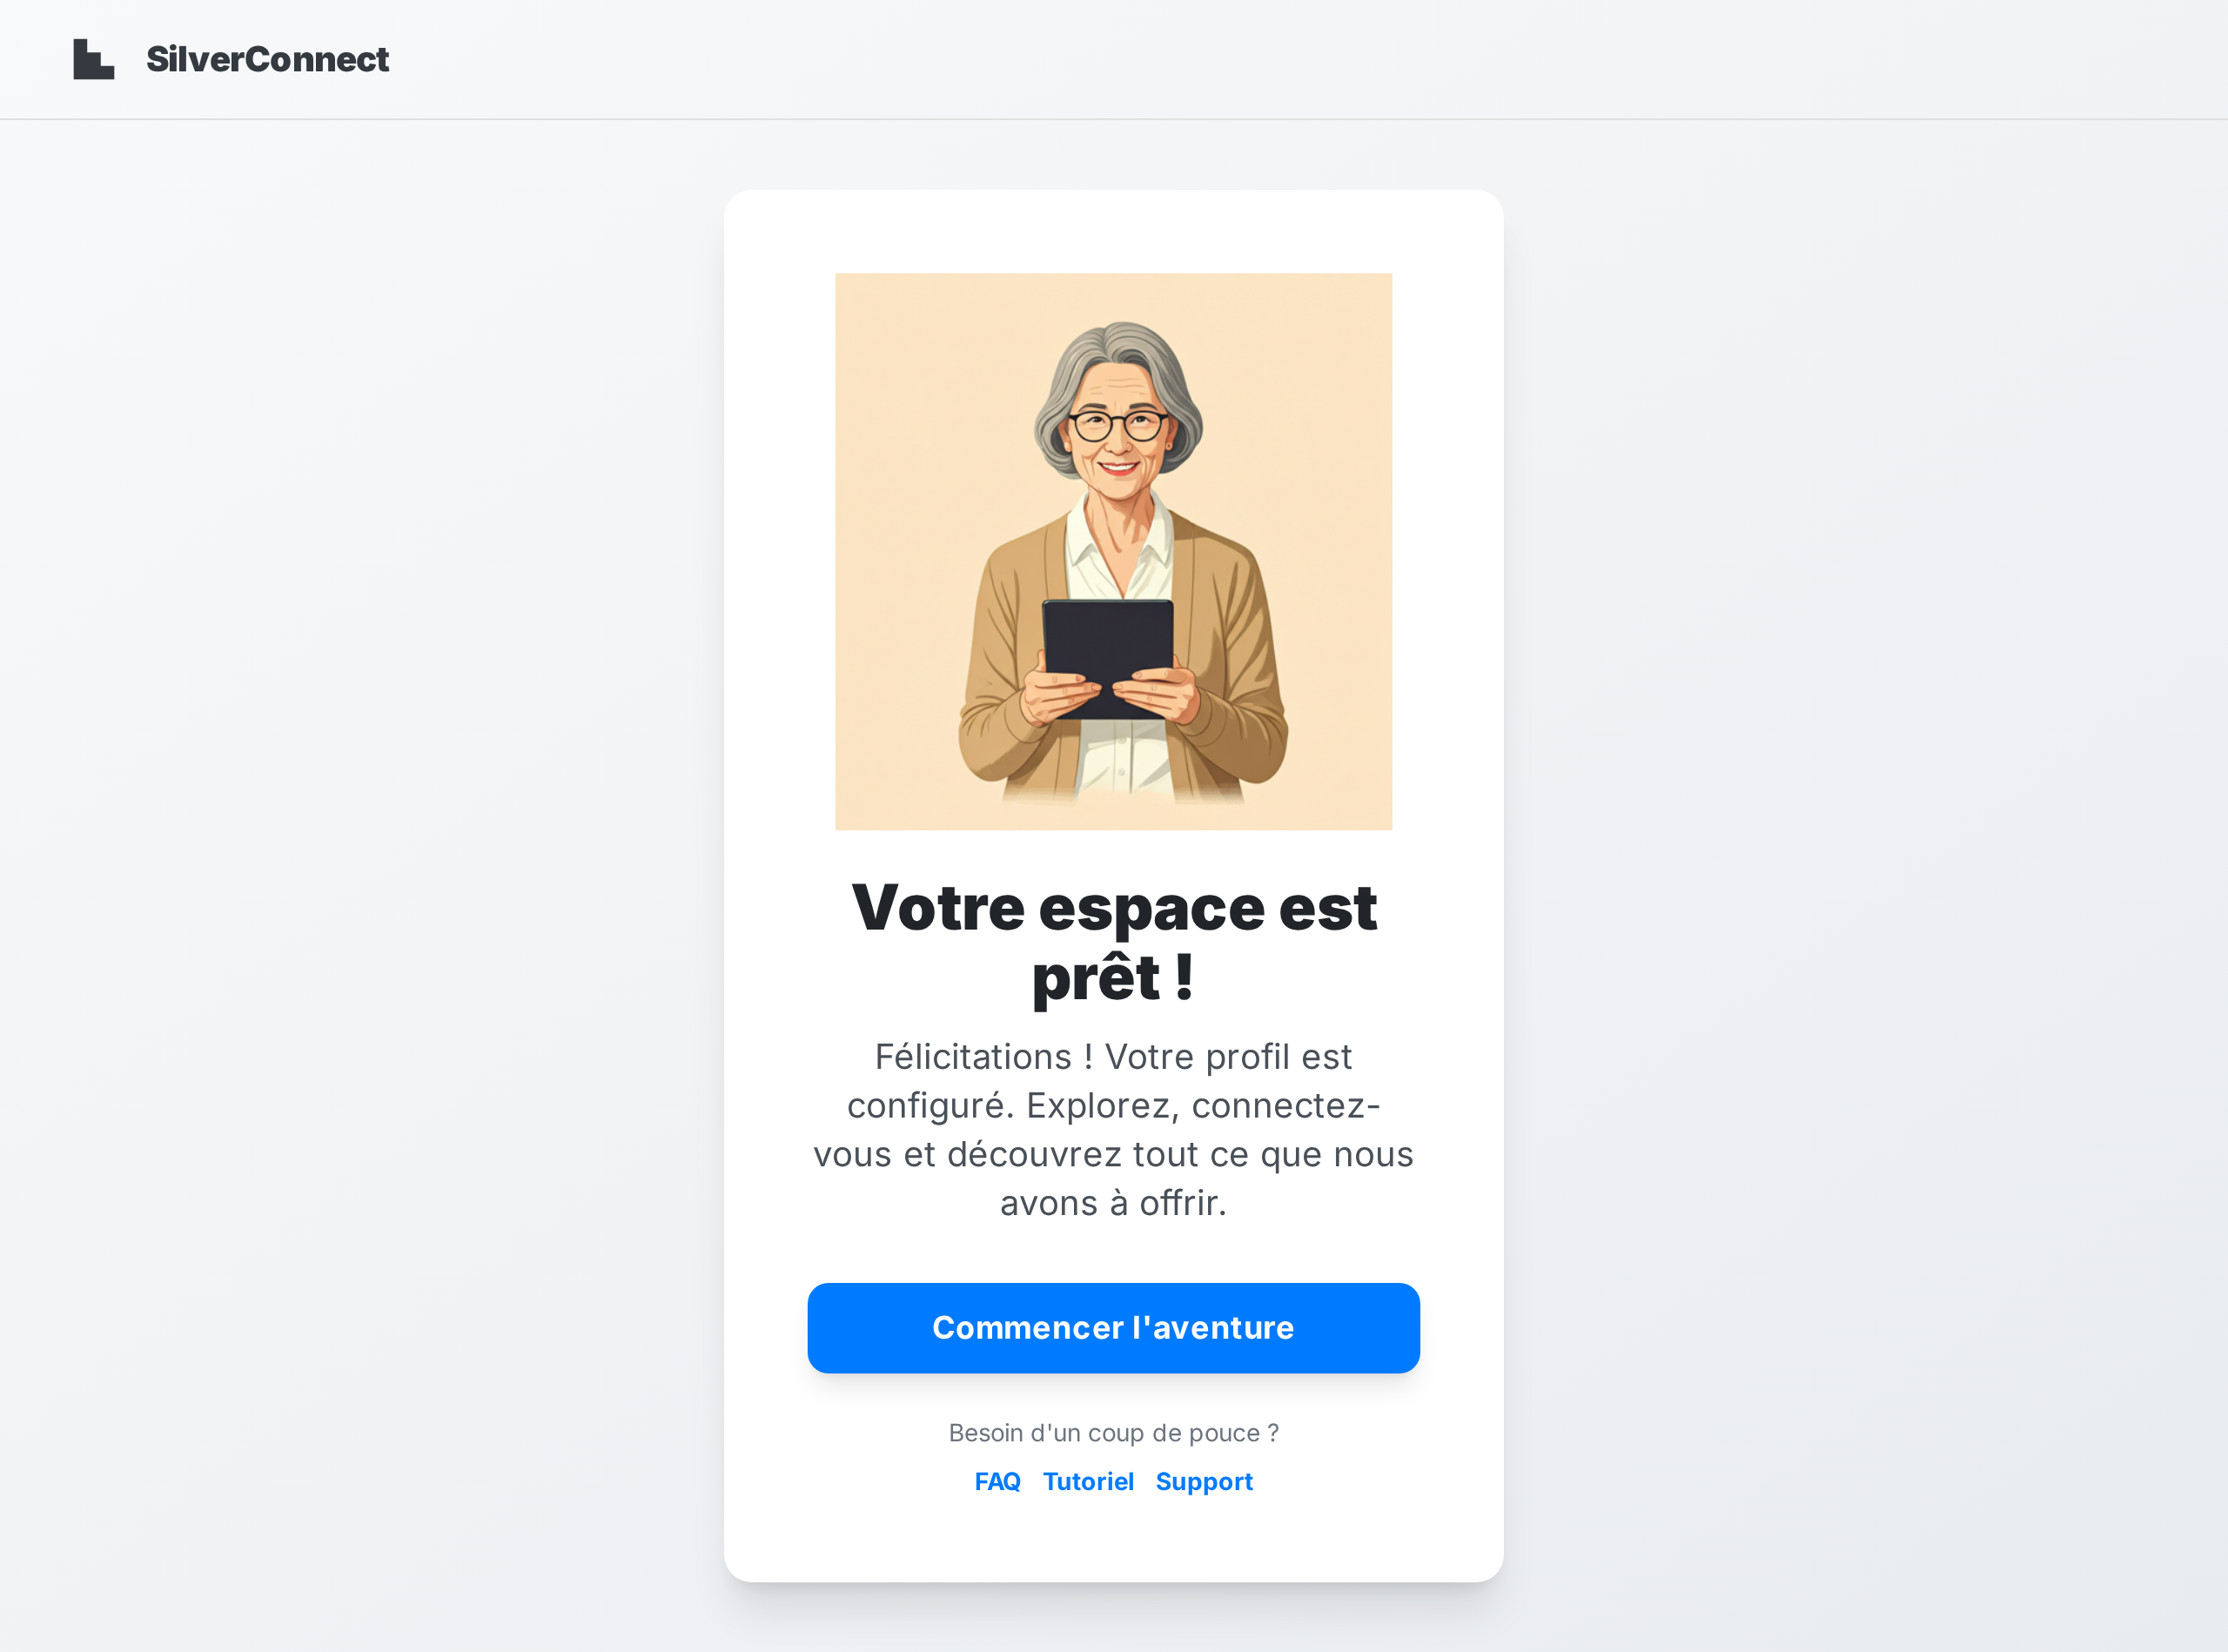 SilverConnect
Votre espace est
prêt !
Félicitations ! Votre profil est
configuré. Explorez, connectez-
vous et découvrez tout ce que nous
avons à offrir.
Commencer l'aventure
Besoin d'un coup de pouce ?
FAQ Tutoriel Support